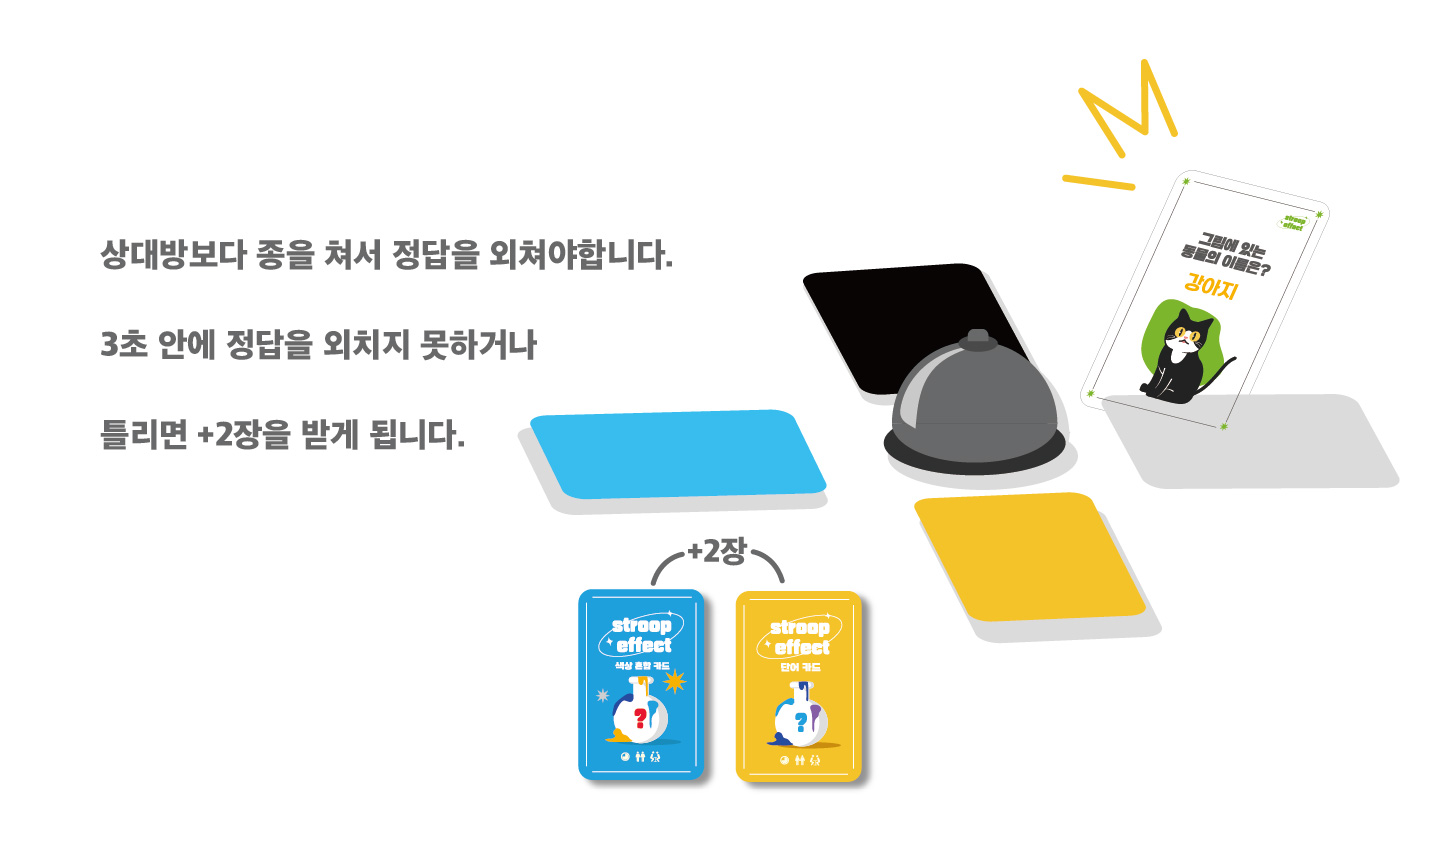 상대방보다 종을 쳐서 정답을 외쳐야합니다.
3초 안에 정답을 외치지 못하거나
틀리면 +2장을 받게 됩니다.
stroop
effect
그림에 있는
동물의 이름은?
강아지
+2장
stroop
effect
색상 혼합 카드
?
stroop
effect
단어 카드
?